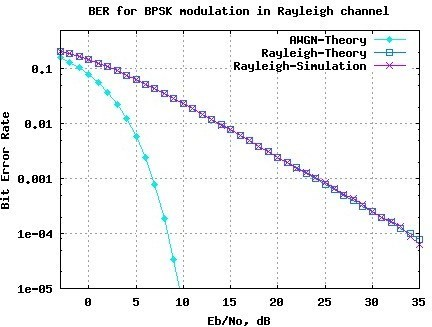 BER for BPSK modulation in Rayleigh channel
AWGN-Theory
Rayleigh-Theory
Rayleigh-Simulation
Bit Error Rate
0.1
0.01
0.001
1e-04
1e-05
0 5 10 15 20 25 30 35
Eb/No, dB